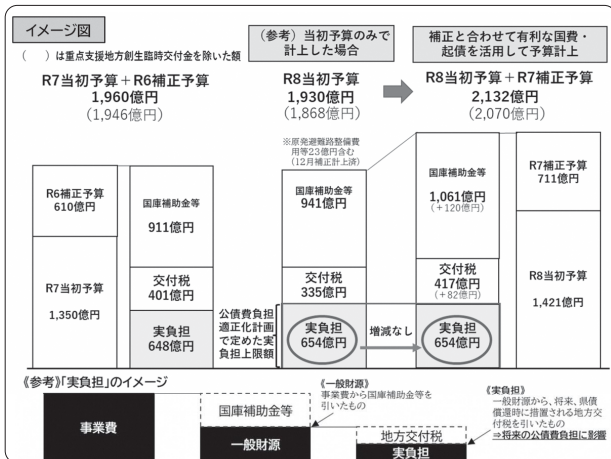 イメージ図
(　)は重点支援地方創生臨時交付金を除いた額
R7当初予算＋R6補正予算
1,960億円
(1,946億円)
(参考)当初予算のみで
計上した場合
R8当初予算
1,930億円
(1,868億円)
補正と合わせて有利な国費・
起債を活用して予算計上
R8当初予算＋R7補正予算
2,132億円
(2,070億円)
※原発避難路整備費
用等23億円含む
(12月補正計上済)
R6補正予算
610億円
R7当初予算
1,350億円
国庫補助金等
911億円
交付税
401億円
実負担
648億円
公債費負担
適正化計画
で定めた実
負担上限額
国庫補助金等
941億円
交付税
335億円
実負担
654億円
増減なし
国庫補助金等
1,061億円
(＋120億円)
交付税
417億円
(＋82億円)
実負担
654億円
R7補正予算
711億円
R8当初予算
1,421億円
《参考》「実負担」のイメージ
事業費
国庫補助金等
一般財源
《一般財源》
事業費から国庫補助金等を
引いたもの
地方交付税
実負担
《実負担》
一般財源から、将来、県債
償還時に措置される地方交
付税を引いたもの
⇒将来の公債費負担に影響